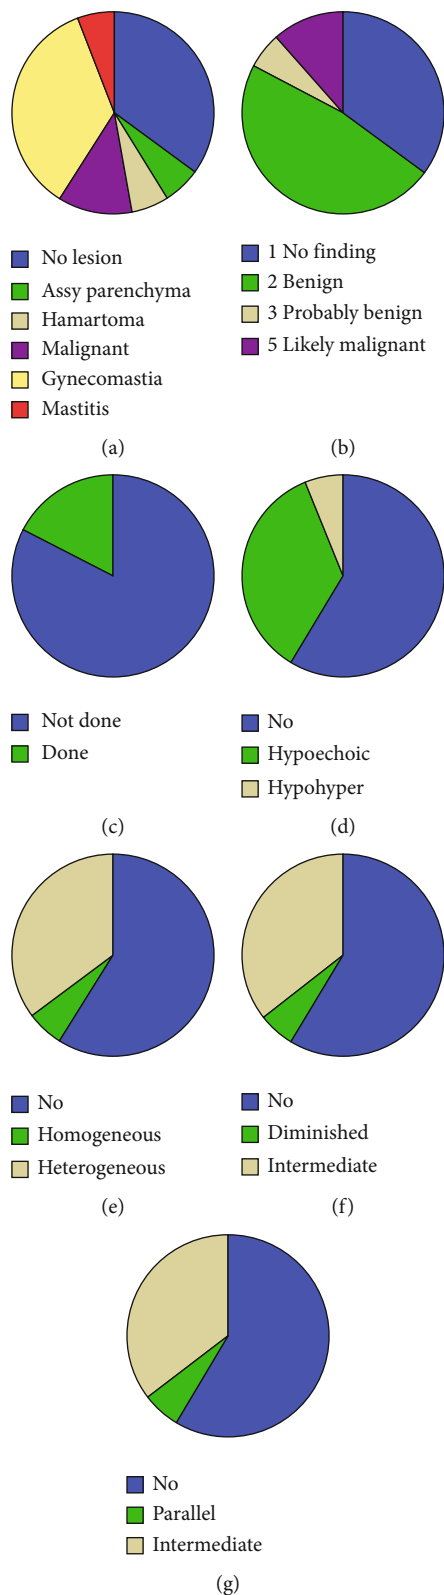 No lesion
Assy parenchyma
Hamartoma
Malignant
Gynecomastia
Mastitis
(a)
1 No finding
2 Benign
3 Probably benign
5 Likely malignant
(b)
Not done
Done
(c)
No
Hypoechoic
Hypohyper
(d)
No
Homogeneous
Heterogeneous
(e)
No
Diminished
Intermediate
(f)
No
Parallel
Intermediate
(g)